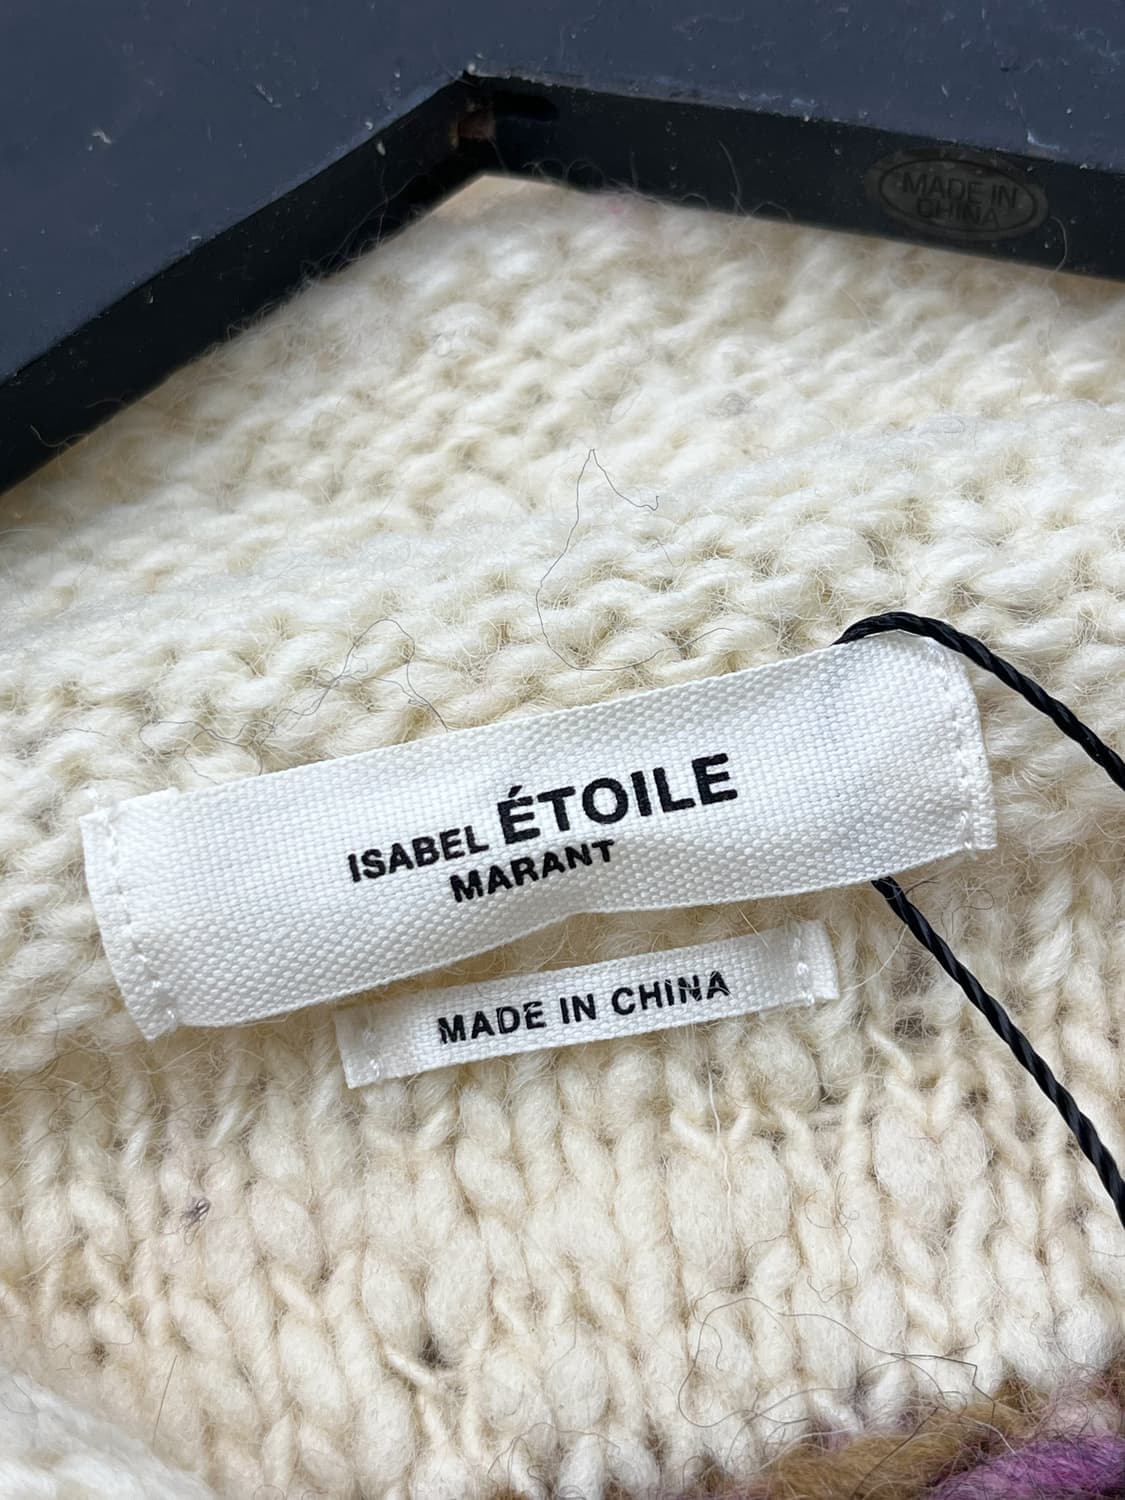 MADE IN
CHINA
ISABEL ÉTOILE
MARANT
MADE IN CHINA